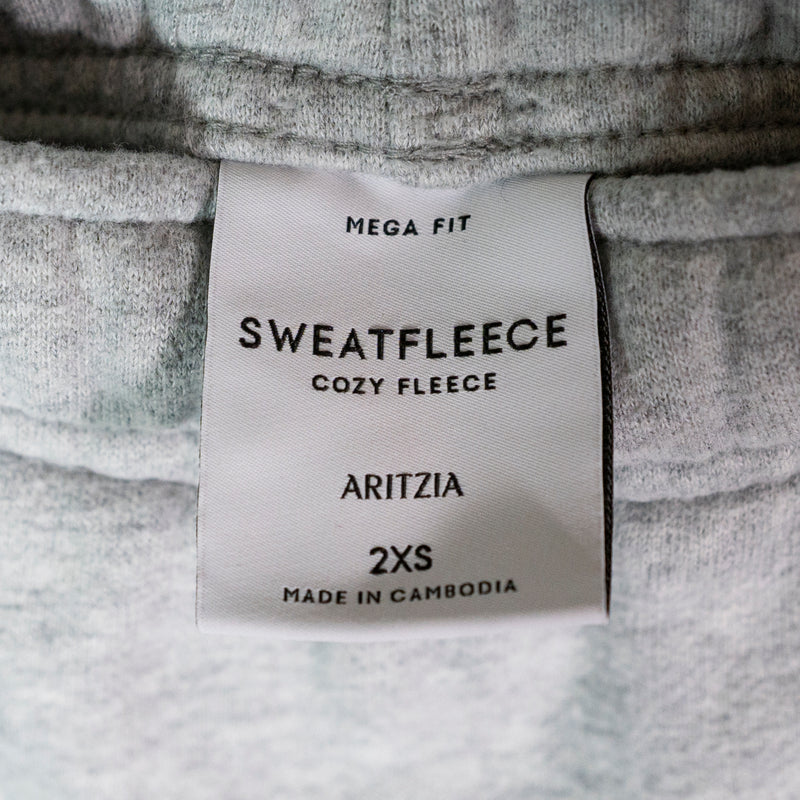 MEGA FIT
SWEATFLEECE
COZY FLEECE
ARITZIA
2XS
MADE IN CAMBODIA